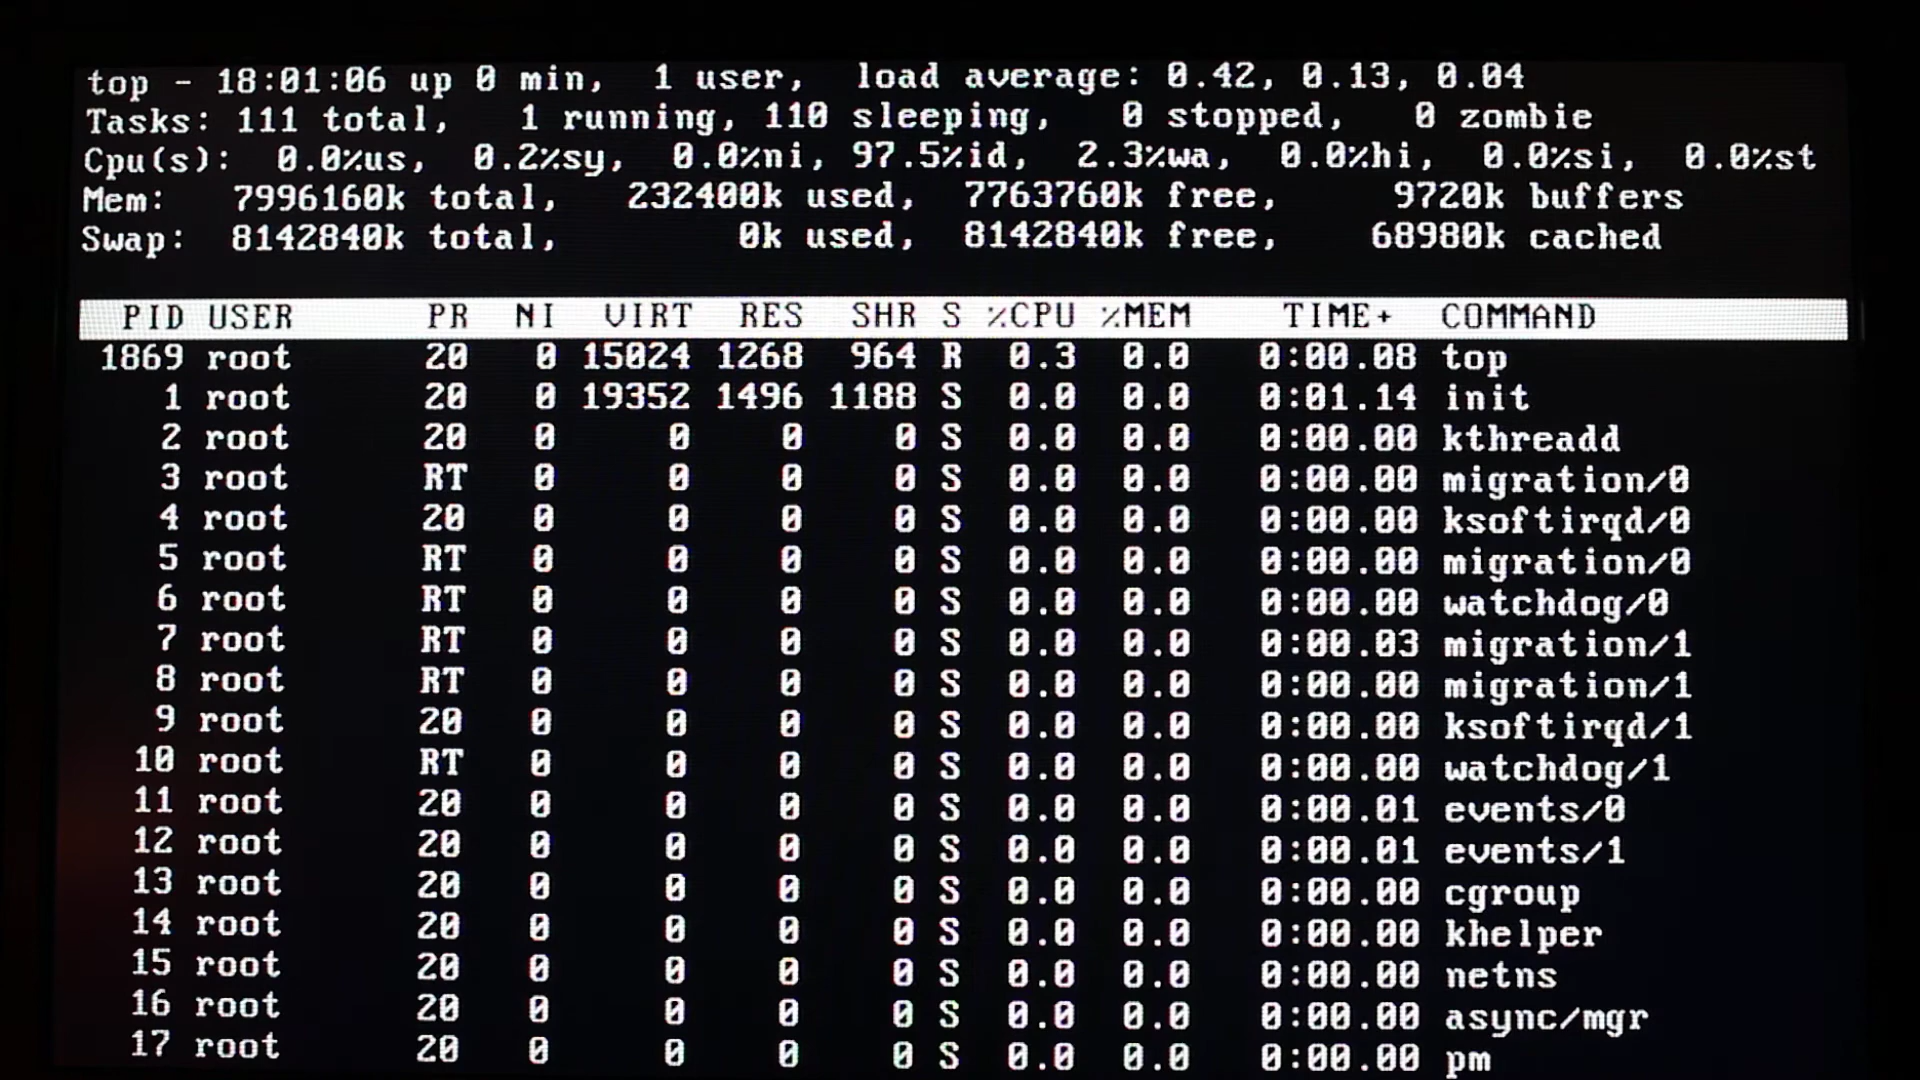 top - 18:01:06 up 0 min,  1 user,  load average: 0.42, 0.13, 0.04
Tasks: 111 total,   1 running, 110 sleeping,   0 stopped,   0 zombie
Cpu(s):  0.0%us,  0.2%sy,  0.0%ni, 97.5%id,  2.3%wa,  0.0%hi,  0.0%si,  0.0%st
Mem:   7996160k total,   232400k used,  7763760k free,     9720k buffers
Swap:  8142840k total,        0k used,  8142840k free,    68980k cached
PID USER      PR  NI  VIRT  RES  SHR S %CPU %MEM    TIME+  COMMAND
1869 root      20   0 15024 1268  964 R  0.3  0.0   0:00.08 top
1 root      20   0 19352 1496 1188 S  0.0  0.0   0:01.14 init
2 root      20   0     0    0    0 S  0.0  0.0   0:00.00 kthreadd
3 root      RT   0     0    0    0 S  0.0  0.0   0:00.00 migration/0
4 root      20   0     0    0    0 S  0.0  0.0   0:00.00 ksoftirqd/0
5 root      RT   0     0    0    0 S  0.0  0.0   0:00.00 migration/0
6 root      RT   0     0    0    0 S  0.0  0.0   0:00.00 watchdog/0
7 root      RT   0     0    0    0 S  0.0  0.0   0:00.03 migration/1
8 root      RT   0     0    0    0 S  0.0  0.0   0:00.00 migration/1
9 root      20   0     0    0    0 S  0.0  0.0   0:00.00 ksoftirqd/1
10 root      RT   0     0    0    0 S  0.0  0.0   0:00.00 watchdog/1
11 root      20   0     0    0    0 S  0.0  0.0   0:00.01 events/0
12 root      20   0     0    0    0 S  0.0  0.0   0:00.01 events/1
13 root      20   0     0    0    0 S  0.0  0.0   0:00.00 cgroup
14 root      20   0     0    0    0 S  0.0  0.0   0:00.00 khelper
15 root      20   0     0    0    0 S  0.0  0.0   0:00.00 netns
16 root      20   0     0    0    0 S  0.0  0.0   0:00.00 async/mgr
17 root      20   0     0    0    0 S  0.0  0.0   0:00.00 pm